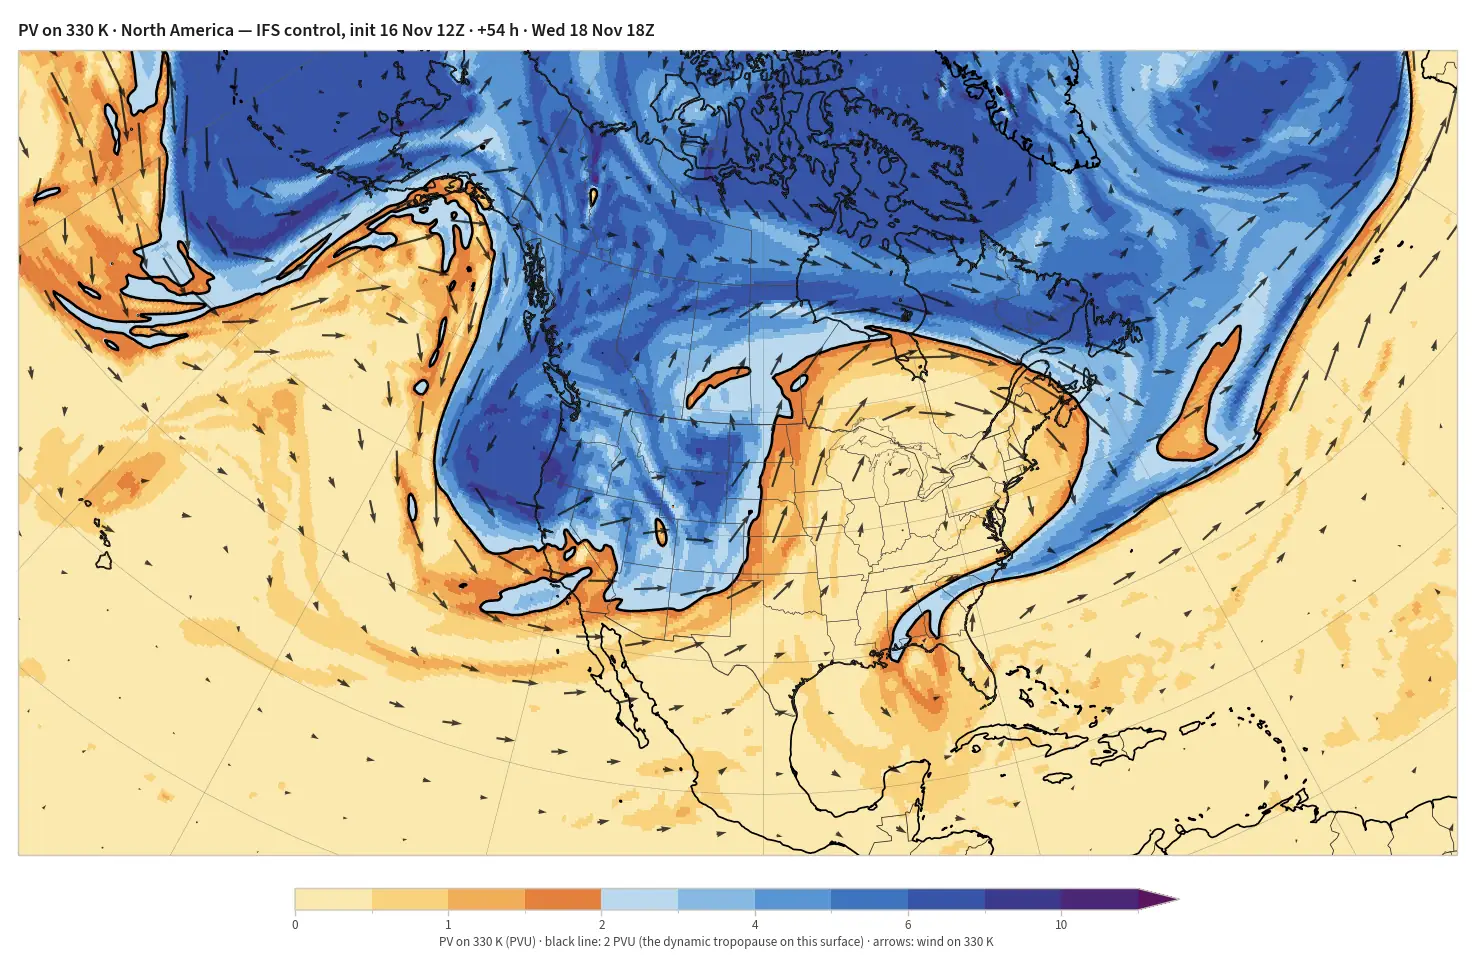 PV on 330 K · North America — IFS control, init 16 Nov 12Z · +54 h · Wed 18 Nov 18Z
0 1 2 4 6 10
PV on 330 K (PVU) · black line: 2 PVU (the dynamic tropopause on this surface) · arrows: wind on 330 K